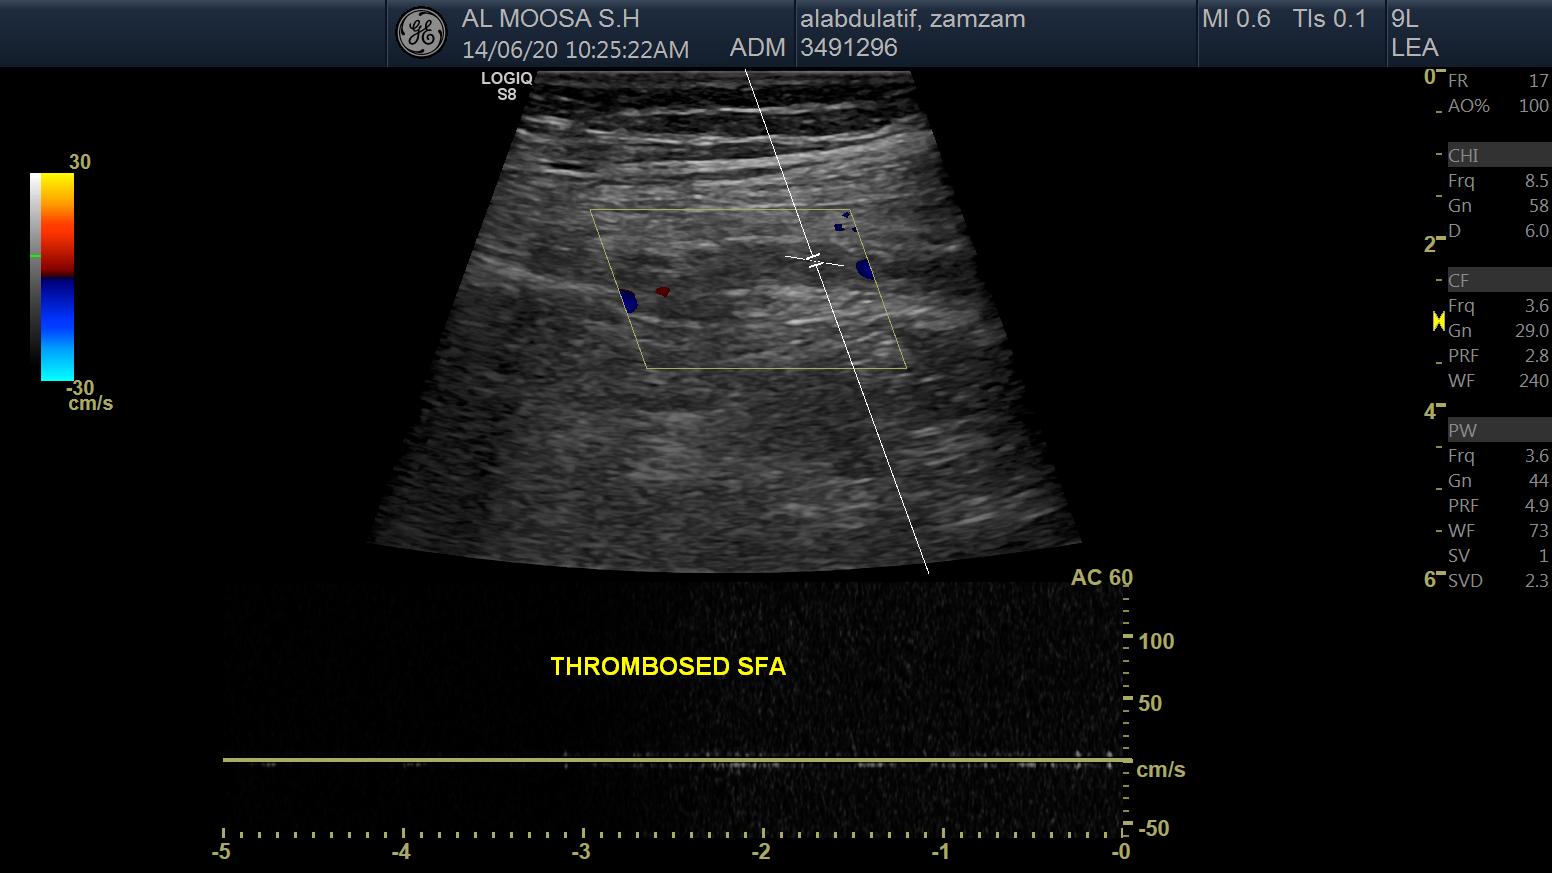 AL MOOSA S.H
14/06/20 10:25:22AM
ADM
alabdulatif, zamzam
3491296
MI 0.6 TIs 0.1
9L
LEA
LOGIQ
S8
30
-30
cm/s
0
2
4
6
FR 17
AO% 100
CHI
Frq 8.5
Gn 58
D 6.0
CF
Frq 3.6
Gn 29.0
PRF 2.8
WF 240
PW
Frq 3.6
Gn 44
PRF 4.9
WF 73
SV 1
SVD 2.3
AC 60
THROMBOSED SFA
100
50
cm/s
-50
-5 -4 -3 -2 -1 -0